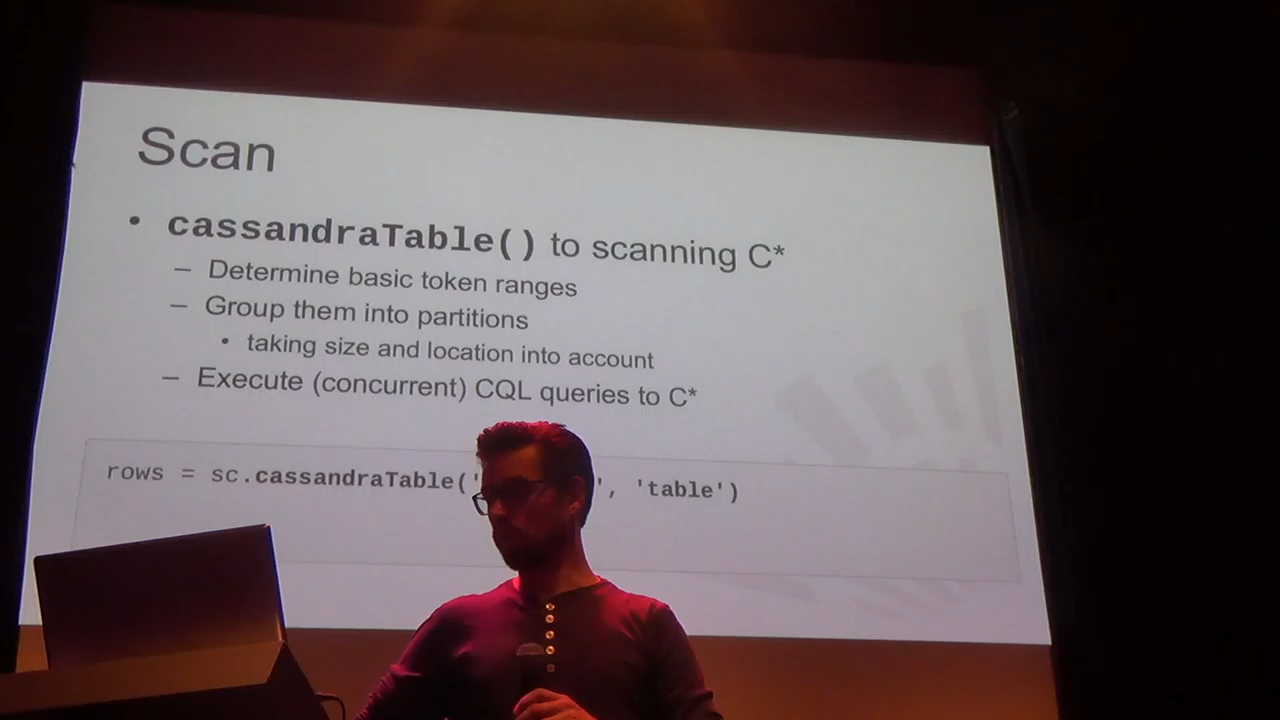 Scan
• cassandraTable() to scanning C*
– Determine basic token ranges
– Group them into partitions
• taking size and location into account
– Execute (concurrent) CQL queries to C*
rows = sc.cassandraTable(' ', 'table')